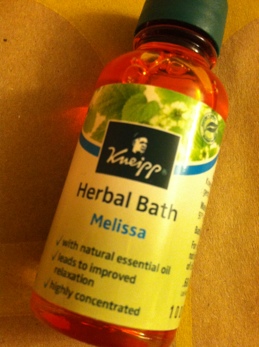 Kneipp
Herbal Bath
Melissa
✓ with natural essential oil
✓ leads to improved
relaxation
✓ highly concentrated